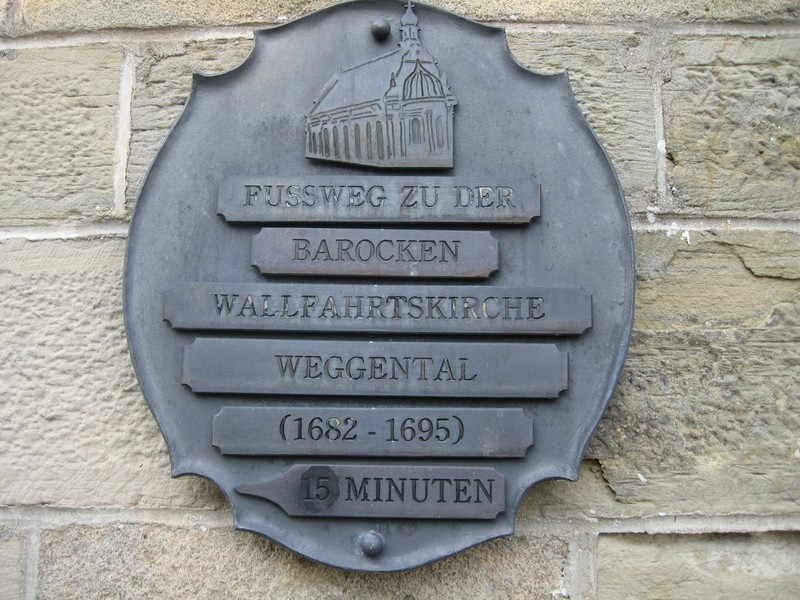 FUSSWEG ZU DER
BAROCKEN
WALLFAHRTSKIRCHE
WEGGENTAL
(1682 - 1695)
15 MINUTEN